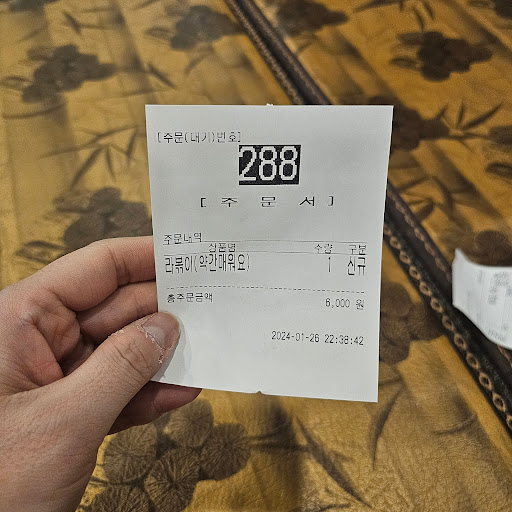 [주문(대기)번호]
288
[ 주 문 서 ]
주문내역
상품명 수량 구분
라볶이(약간매워요) 1 신규
총주문금액 6,000 원
2024-01-26 22:38:42